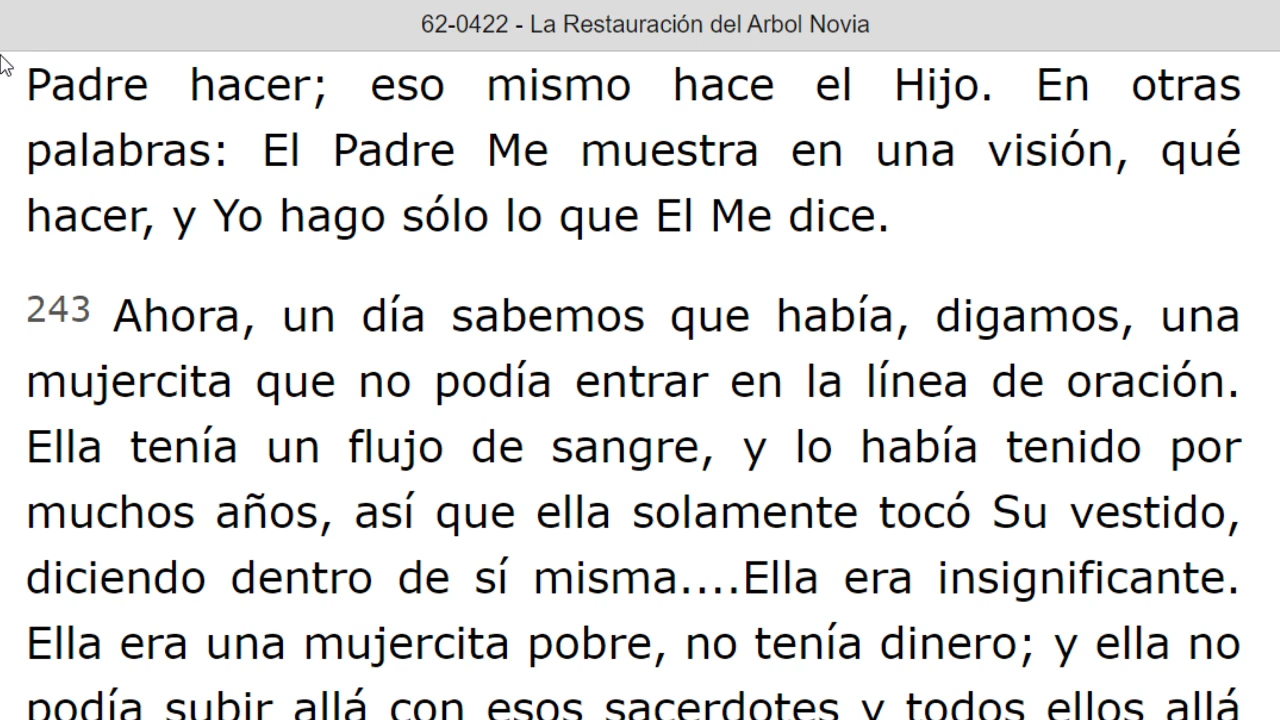 62-0422 - La Restauración del Arbol Novia
Padre hacer; eso mismo hace el Hijo. En otras
palabras: El Padre Me muestra en una visión, qué
hacer, y Yo hago sólo lo que El Me dice.
243 Ahora, un día sabemos que había, digamos, una
mujercita que no podía entrar en la línea de oración.
Ella tenía un flujo de sangre, y lo había tenido por
muchos años, así que ella solamente tocó Su vestido,
diciendo dentro de sí misma....Ella era insignificante.
Ella era una mujercita pobre, no tenía dinero; y ella no
podía subir allá con esos sacerdotes y todos ellos allá